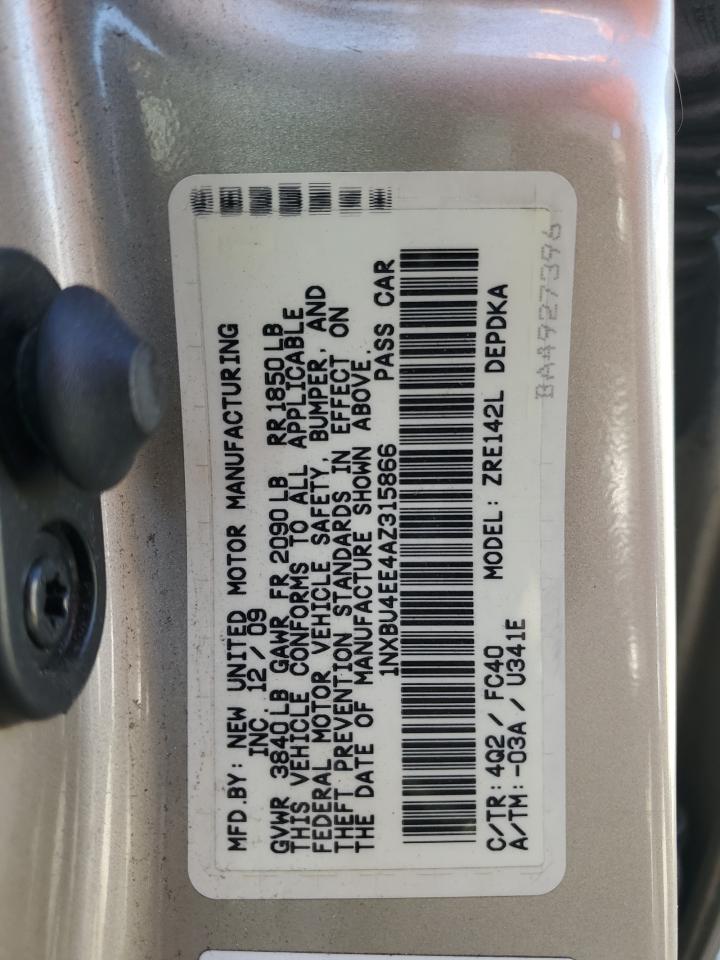 MFD.BY: NEW UNITED MOTOR MANUFACTURING
INC. 12/09
GVWR 3840LB GAWR FR 2090LB RR1850LB
THIS VEHICLE CONFORMS TO ALL APPLICABLE
FEDERAL MOTOR VEHICLE SAFETY, BUMPER, AND
THEFT PREVENTION STANDARDS IN EFFECT ON
THE DATE OF MANUFACTURE SHOWN ABOVE.
1NXBU4EE4AZ315866 PASS CAR
C/TR: 4Q2/FC40 MODEL: ZRE142L DEPDKA
A/TM: -03A/U341E
BA4927396